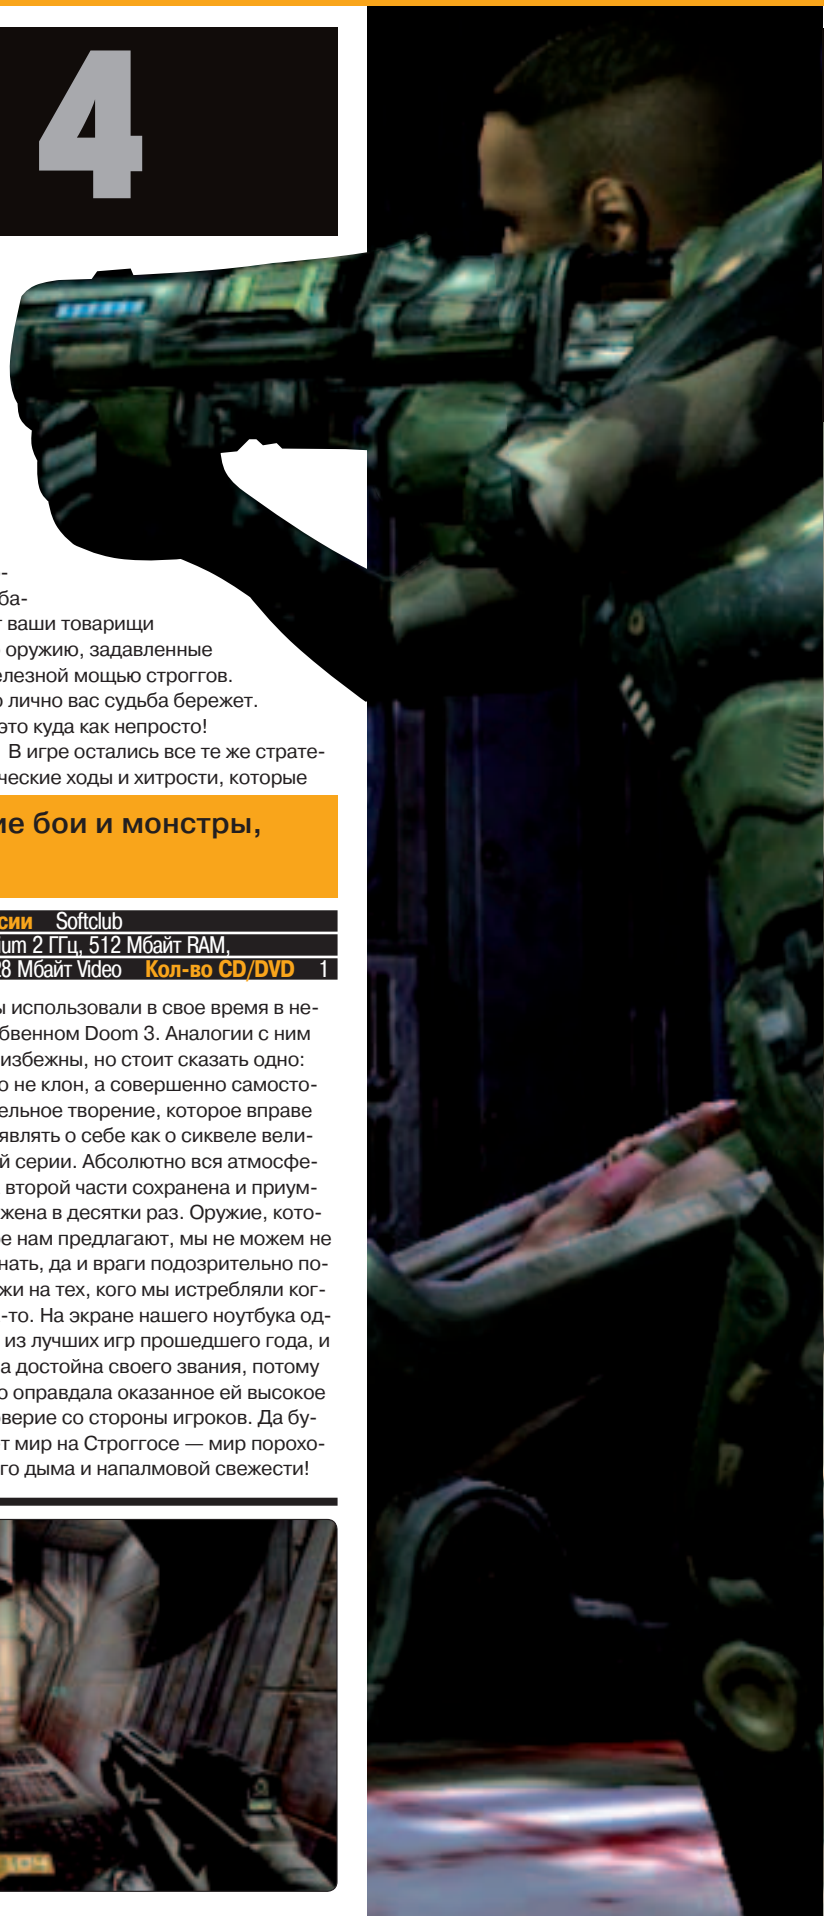 4
-
ба-
т ваши товарищи
оружию, задавленные
елезной мощью строггов.
о лично вас судьба бережет.
это куда как непросто!
В игре остались все те же страте-
ческие ходы и хитрости, которые
ие бои и монстры,
сии Softclub
ium 2 ГГц, 512 Мбайт RAM,
28 Мбайт Video Кол-во CD/DVD 1
ы использовали в свое время в не-
бвенном Doom 3. Аналогии с ним
избежны, но стоит сказать одно:
о не клон, а совершенно самосто-
ельное творение, которое вправе
являть о себе как о сиквеле вели-
й серии. Абсолютно вся атмосфе-
второй части сохранена и приум-
жена в десятки раз. Оружие, кото-
е нам предлагают, мы не можем не
нать, да и враги подозрительно по-
жи на тех, кого мы истребляли ког-
-то. На экране нашего ноутбука од-
из лучших игр прошедшего года, и
а достойна своего звания, потому
о оправдала оказанное ей высокое
верие со стороны игроков. Да бу-
т мир на Строггосе — мир порохо-
го дыма и напалмовой свежести!